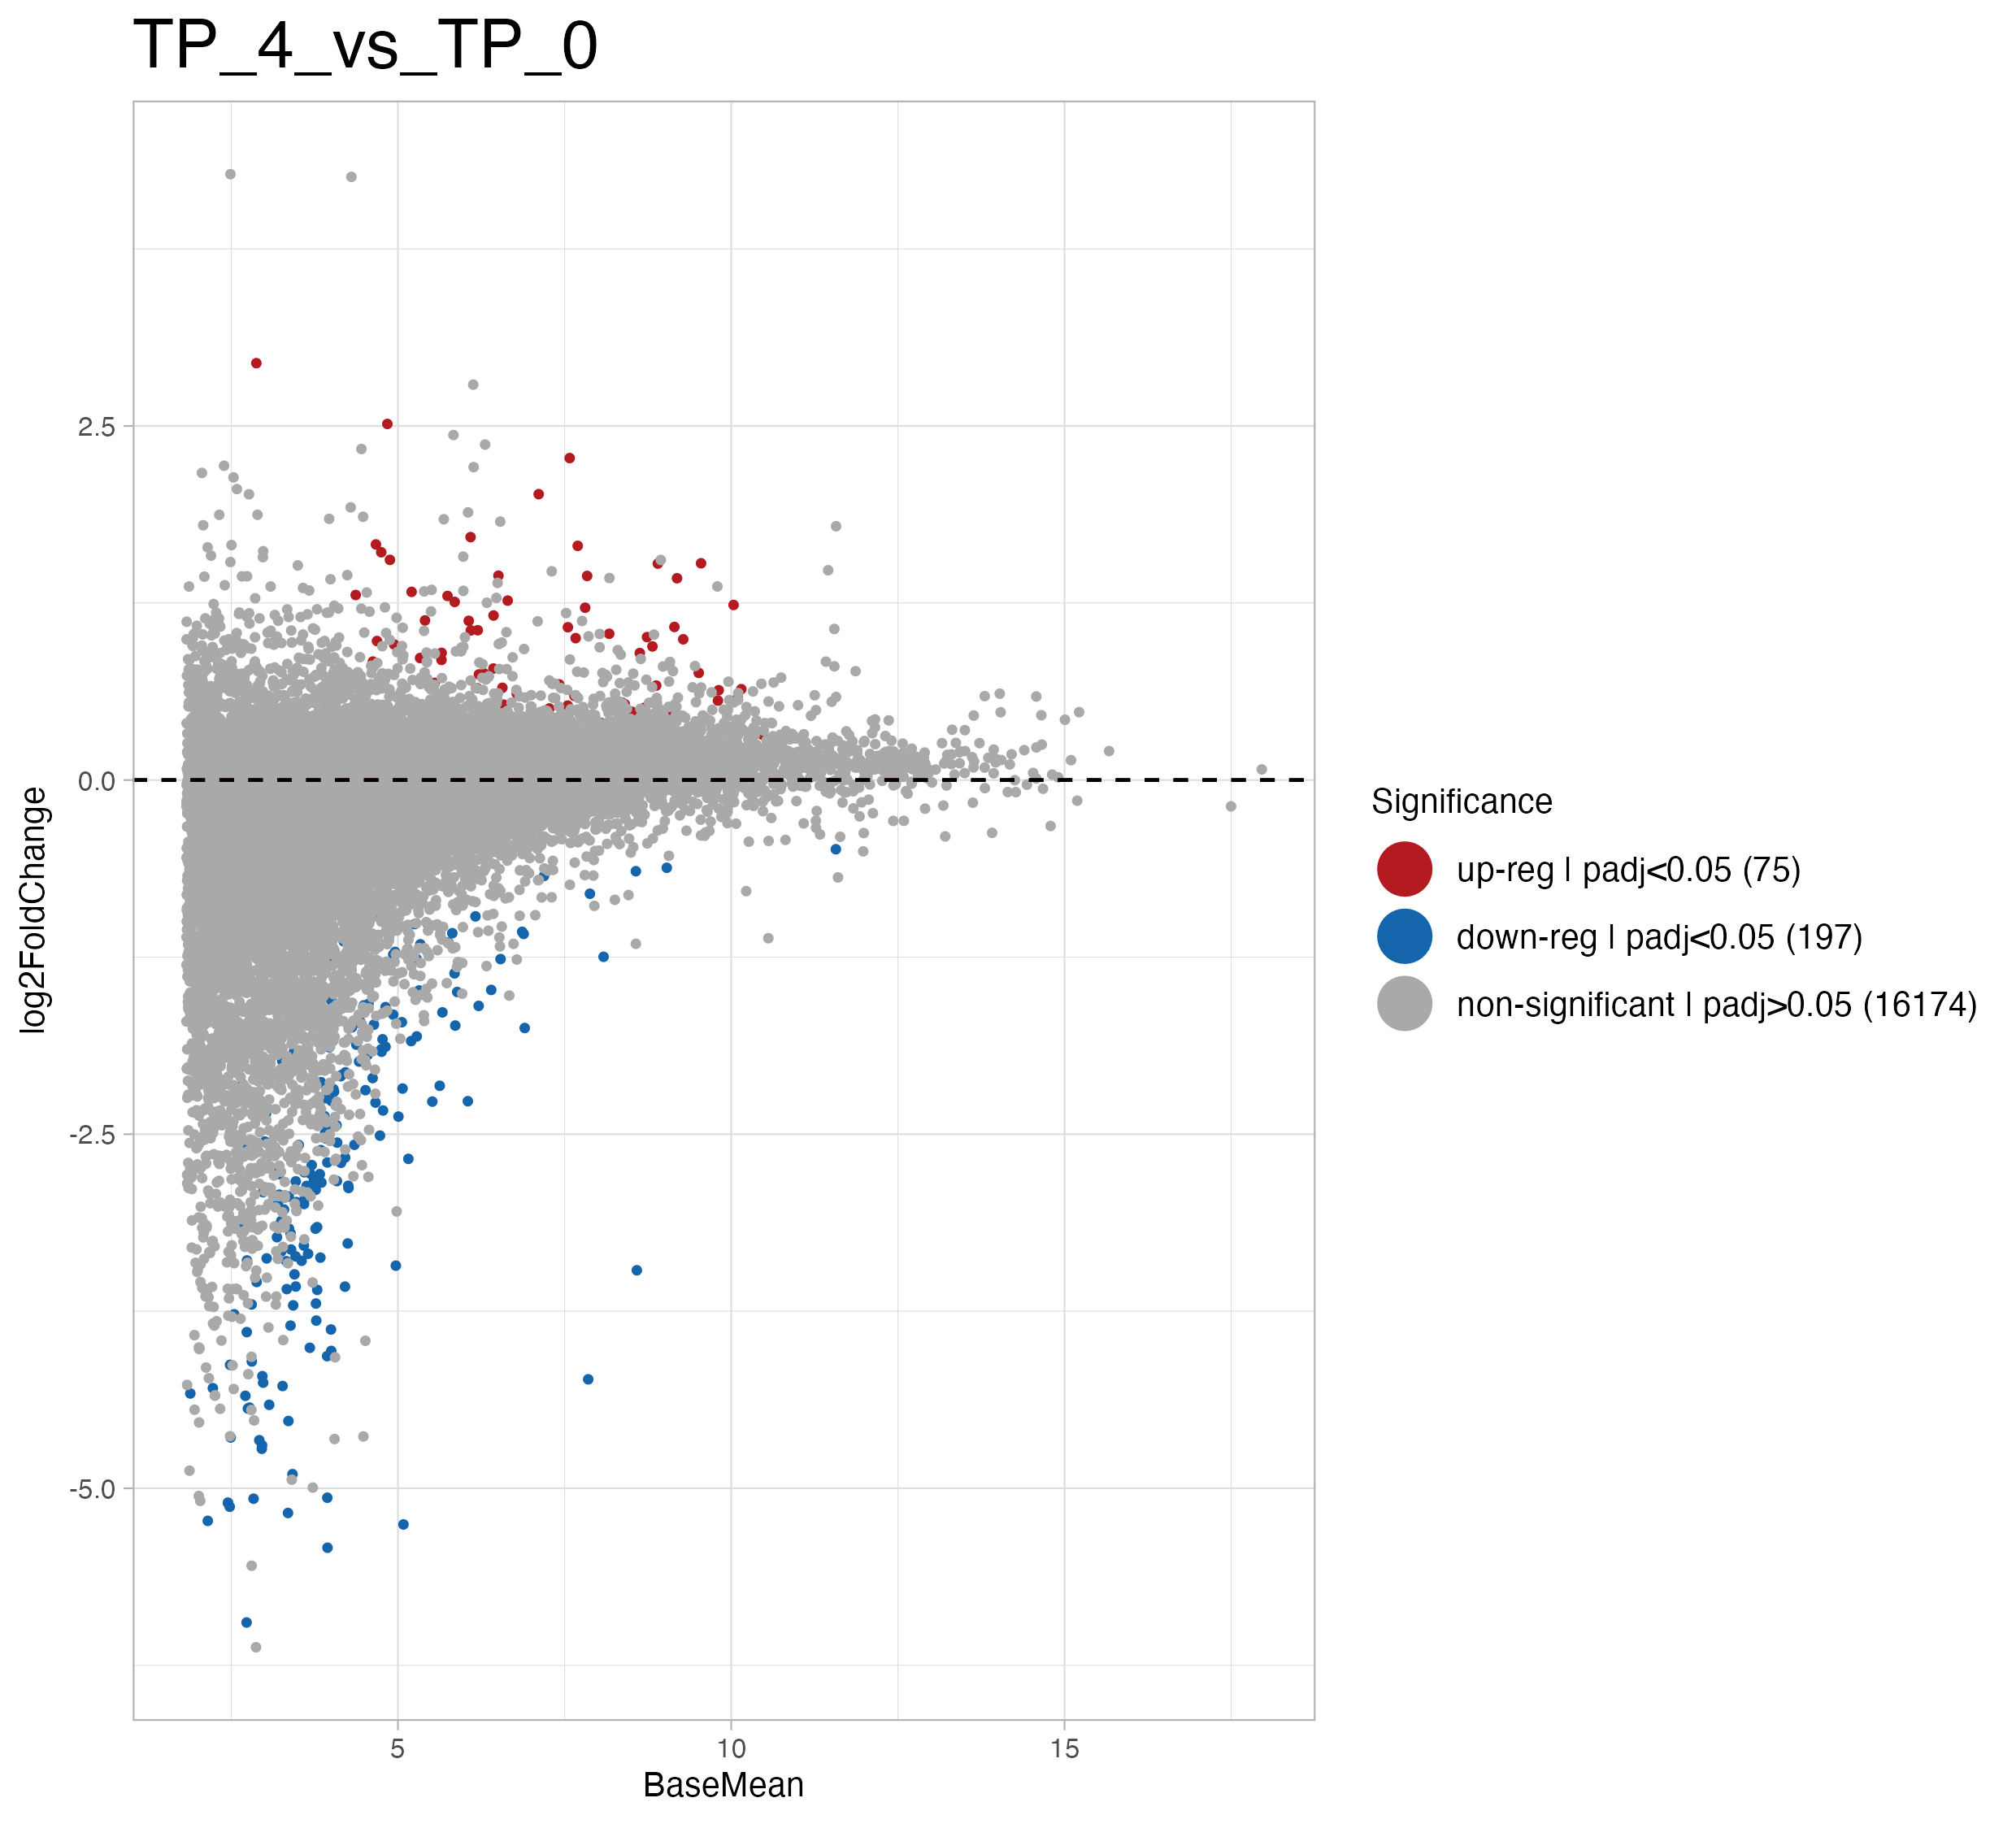 TP_4_vs_TP_0
log2FoldChange
2.5
0.0
-2.5
-5.0
5 10 15
BaseMean
Significance
up-reg | padj<0.05 (75)
down-reg | padj<0.05 (197)
non-significant | padj>0.05 (16174)